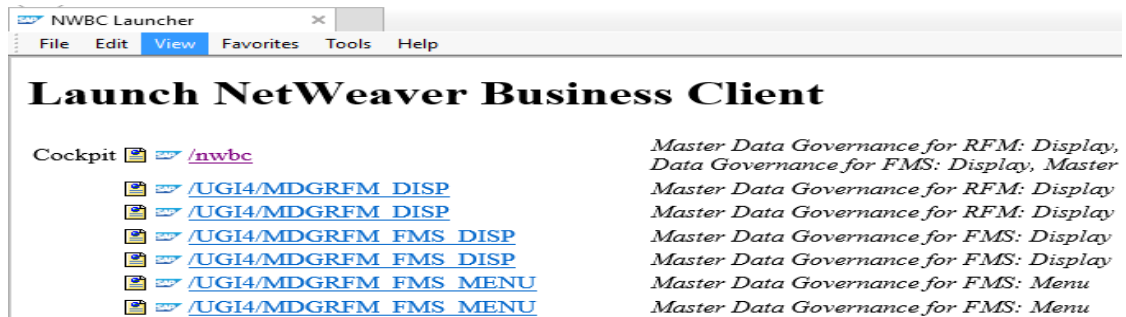 NWBC Launcher
File Edit View Favorites Tools Help
Launch NetWeaver Business Client
Cockpit /nwbc Master Data Governance for RFM: Display,
Data Governance for FMS: Display, Master
/UGI4/MDGRFM_DISP Master Data Governance for RFM: Display
/UGI4/MDGRFM_DISP Master Data Governance for RFM: Display
/UGI4/MDGRFM_FMS_DISP Master Data Governance for FMS: Display
/UGI4/MDGRFM_FMS_DISP Master Data Governance for FMS: Display
/UGI4/MDGRFM_FMS_MENU Master Data Governance for FMS: Menu
/UGI4/MDGRFM_FMS_MENU Master Data Governance for FMS: Menu